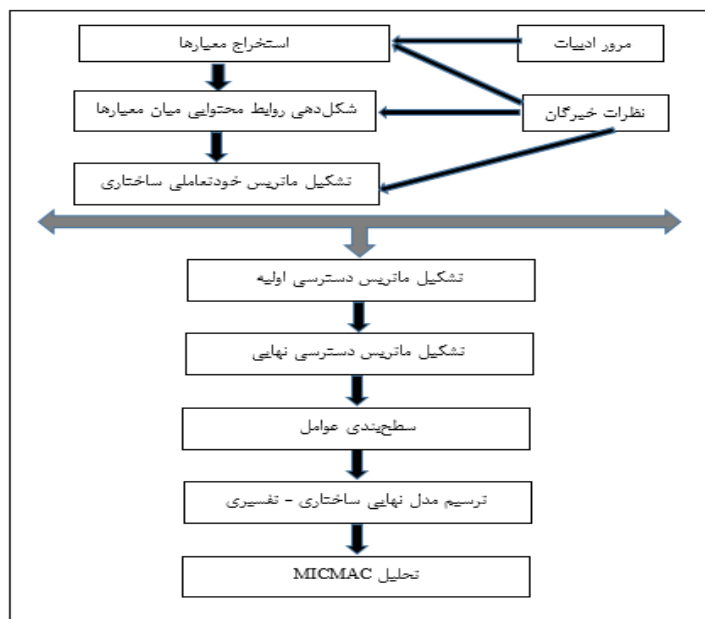 مرور ادبیات
استخراج معیارها
نظرات خبرگان
شکل‌دهی روابط محتوایی میان معیارها
تشکیل ماتریس خودتعاملی ساختاری
تشکیل ماتریس دسترسی اولیه
تشکیل ماتریس دسترسی نهایی
سطح‌بندی عوامل
ترسیم مدل نهایی ساختاری - تفسیری
تحلیل MICMAC